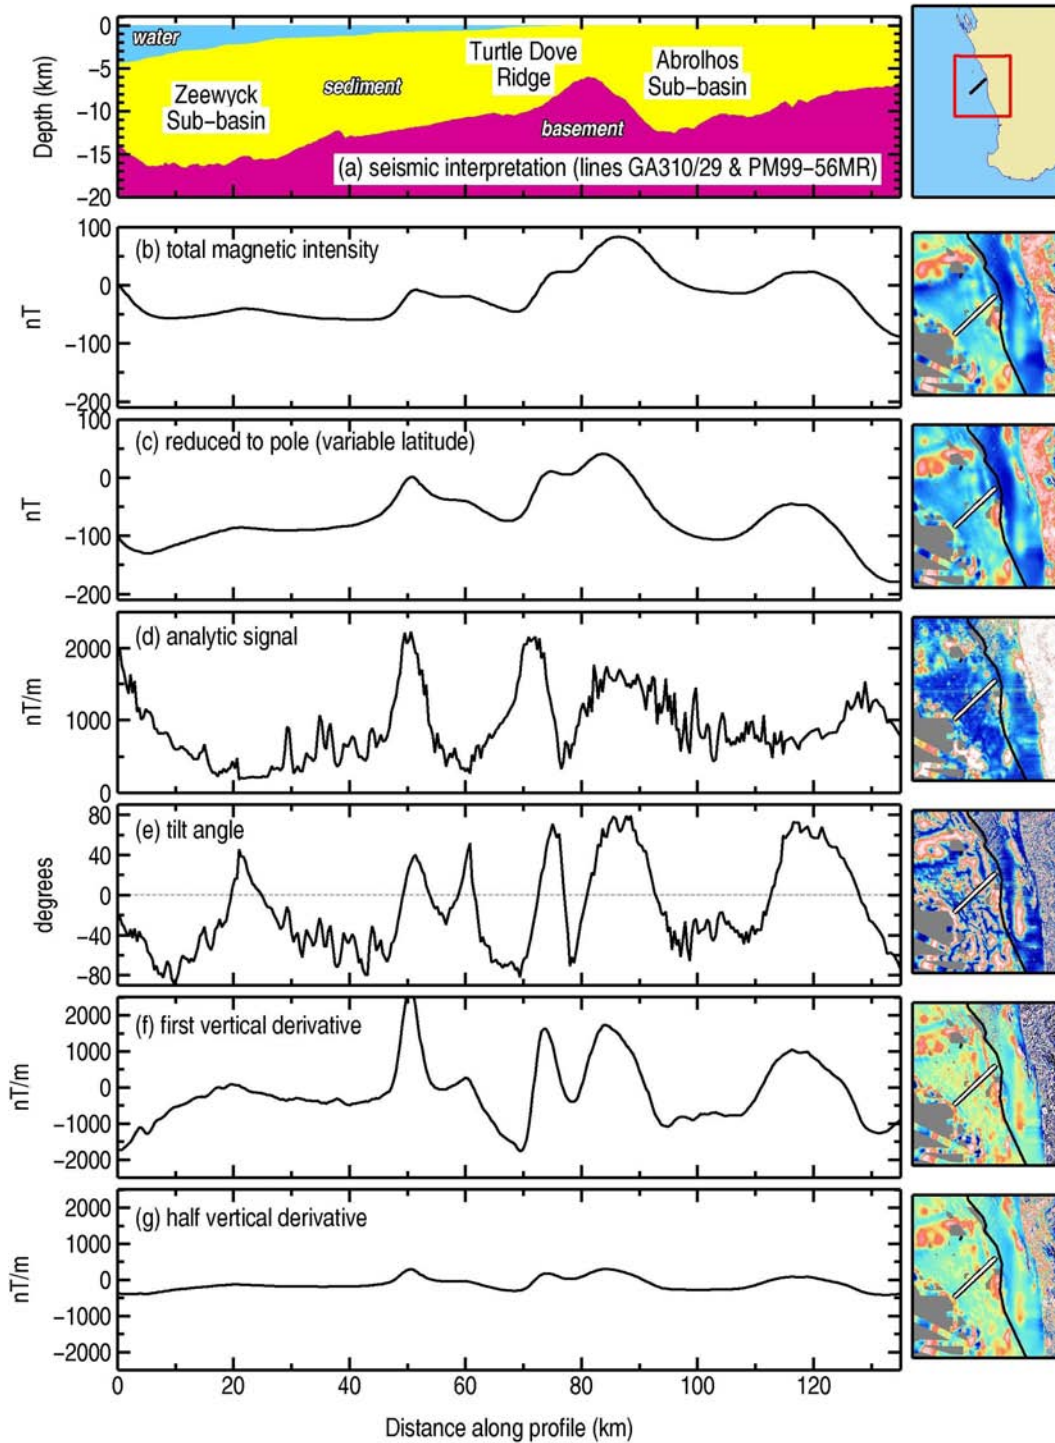 0
−5
−10
−15
−20
Depth (km)
water
Zeewyck
Sub−basin
sediment
Turtle Dove
Ridge
Abrolhos
Sub−basin
basement
(a) seismic interpretation (lines GA310/29 & PM99−56MR)
100
0
−100
−200
nT
(b) total magnetic intensity
100
0
−100
−200
nT
(c) reduced to pole (variable latitude)
2000
1000
0
nT/m
(d) analytic signal
80
40
0
−40
−80
degrees
(e) tilt angle
2000
1000
0
−1000
−2000
nT/m
(f) first vertical derivative
2000
1000
0
−1000
−2000
nT/m
(g) half vertical derivative
0 20 40 60 80 100 120
Distance along profile (km)